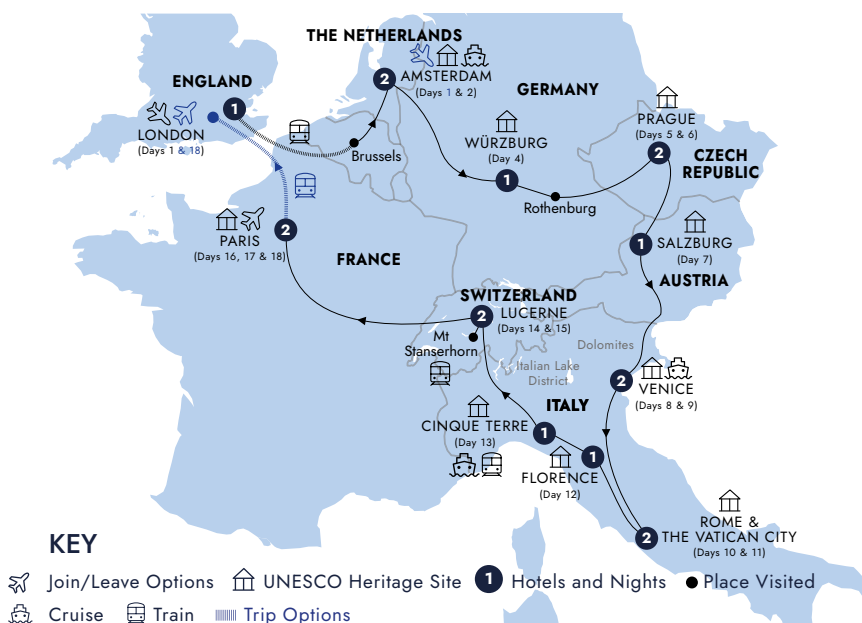 THE NETHERLANDS
2
AMSTERDAM
(Days 1 & 2)
ENGLAND
1
LONDON
(Days 1 & 18)
Brussels
GERMANY
WÜRZBURG
(Day 4)
1
Rothenburg
PRAGUE
(Days 5 & 6)
2
CZECH
REPUBLIC
SALZBURG
(Day 7)
1
AUSTRIA
2
PARIS
(Days 16, 17 & 18)
FRANCE
SWITZERLAND
2
LUCERNE
(Days 14 & 15)
Mt
Stanserhorn
Dolomites
Italian Lake
District
2
VENICE
(Days 8 & 9)
ITALY
CINQUE TERRE
(Day 13)
1
1
FLORENCE
(Day 12)
2
ROME &
THE VATICAN CITY
(Days 10 & 11)
KEY
Join/Leave Options
UNESCO Heritage Site
1 Hotels and Nights
Place Visited
Cruise
Train
Trip Options